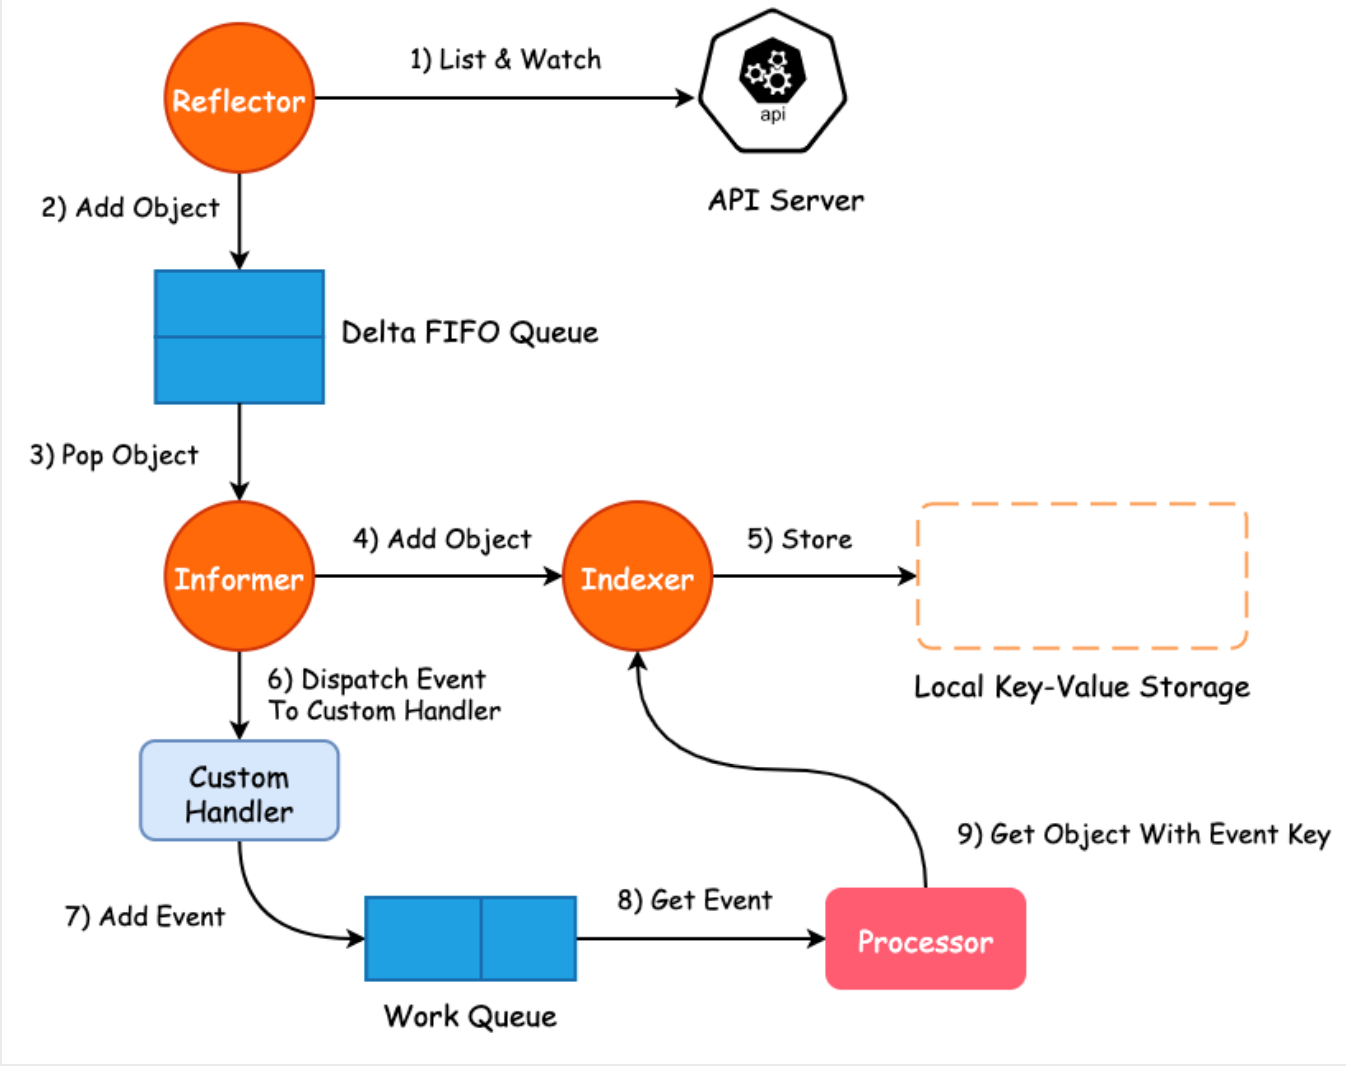 1) List & Watch
Reflector
api
API Server
2) Add Object
Delta FIFO Queue
3) Pop Object
4) Add Object
5) Store
Informer
Indexer
6) Dispatch Event
To Custom Handler
Local Key-Value Storage
Custom
Handler
9) Get Object With Event Key
7) Add Event
8) Get Event
Processor
Work Queue